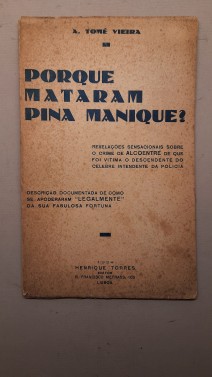 A. TOMÉ VIEIRA
PORQUE
MATARAM
PINA MANIQUE?
REVELAÇÕES SENSACIONAIS SOBRE
O CRIME DE ALCOENTRE DE QUE
FOI VITIMA O DESCENDENTE DO
CELEBRE INTENDENTE DA POLICIA
DESCRIÇÃO DOCUMENTADA DE COMO
SE APODERARAM "LEGALMENTE"
DA SUA FABULOSA FORTUNA
HENRIQUE TORRES
EDITOR
LISBOA